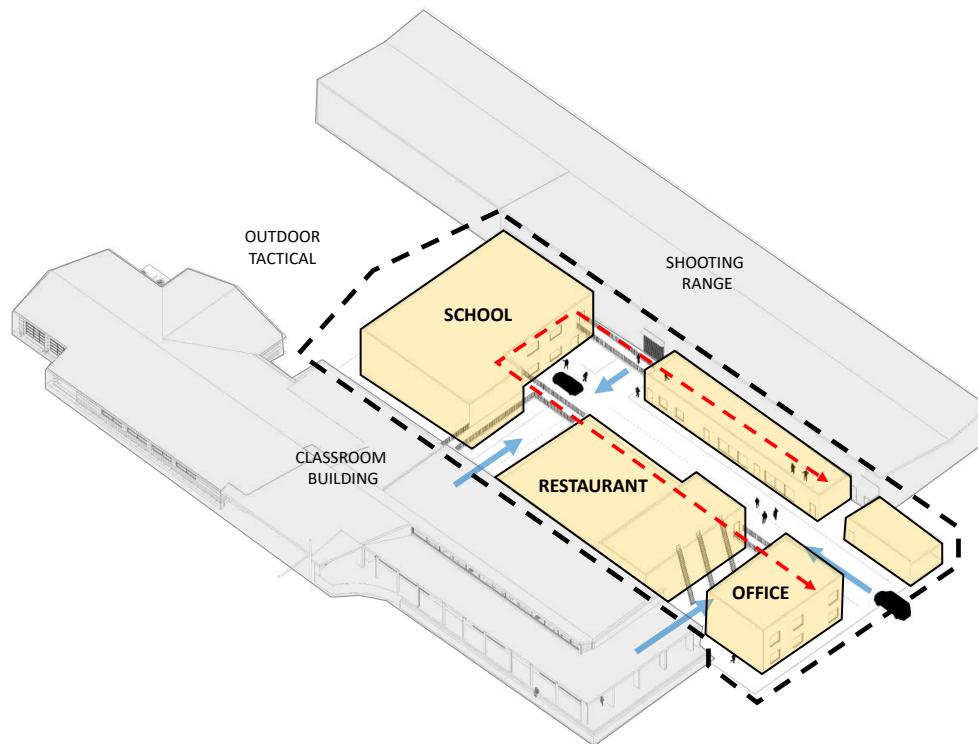 OUTDOOR
TACTICAL
SHOOTING
RANGE
SCHOOL
CLASSROOM
BUILDING
RESTAURANT
OFFICE